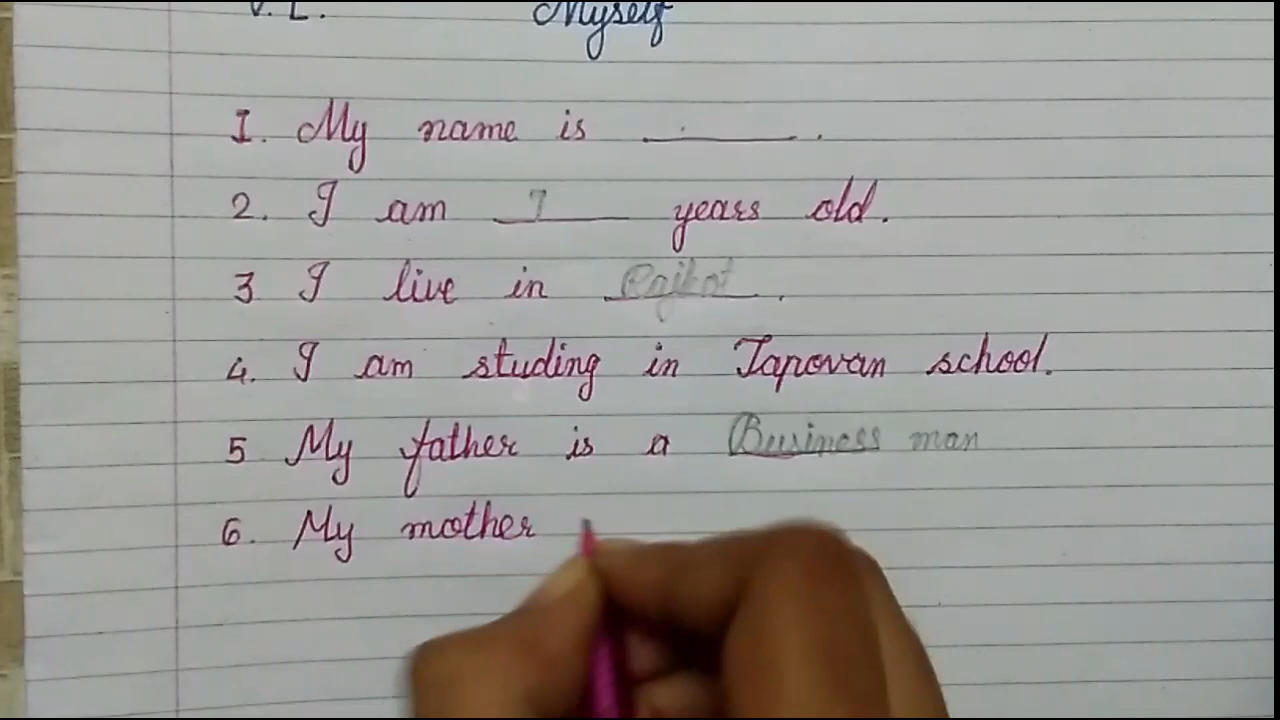 V. L. Myself
1. My name is ______.
2. I am 7 years old.
3 I live in Rajkot.
4. I am studing in Tapovan school.
5 My father is a Business man
6. My mother